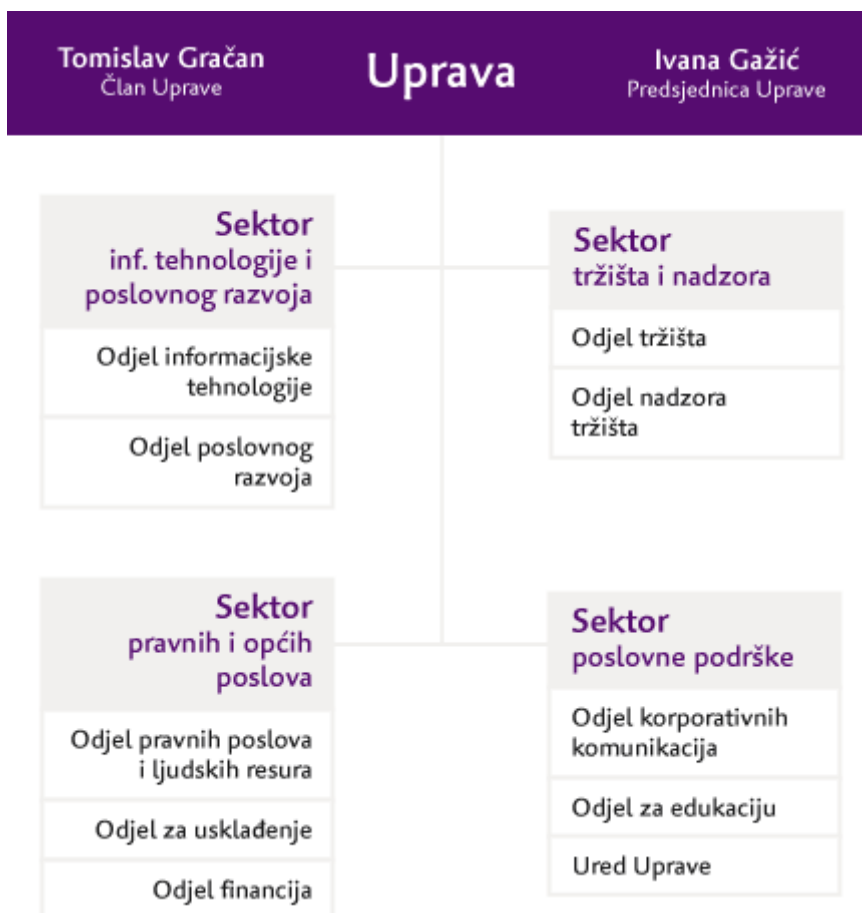 Tomislav Gračan
Član Uprave
Uprava
Ivana Gažić
Predsjednica Uprave
Sektor
inf. tehnologije i
poslovnog razvoja
Odjel informacijske
tehnologije
Odjel poslovnog
razvoja
Sektor
tržišta i nadzora
Odjel tržišta
Odjel nadzora
tržišta
Sektor
pravnih i općih
poslova
Odjel pravnih poslova
i ljudskih resura
Odjel za usklađenje
Odjel financija
Sektor
poslovne podrške
Odjel korporativnih
komunikacija
Odjel za edukaciju
Ured Uprave